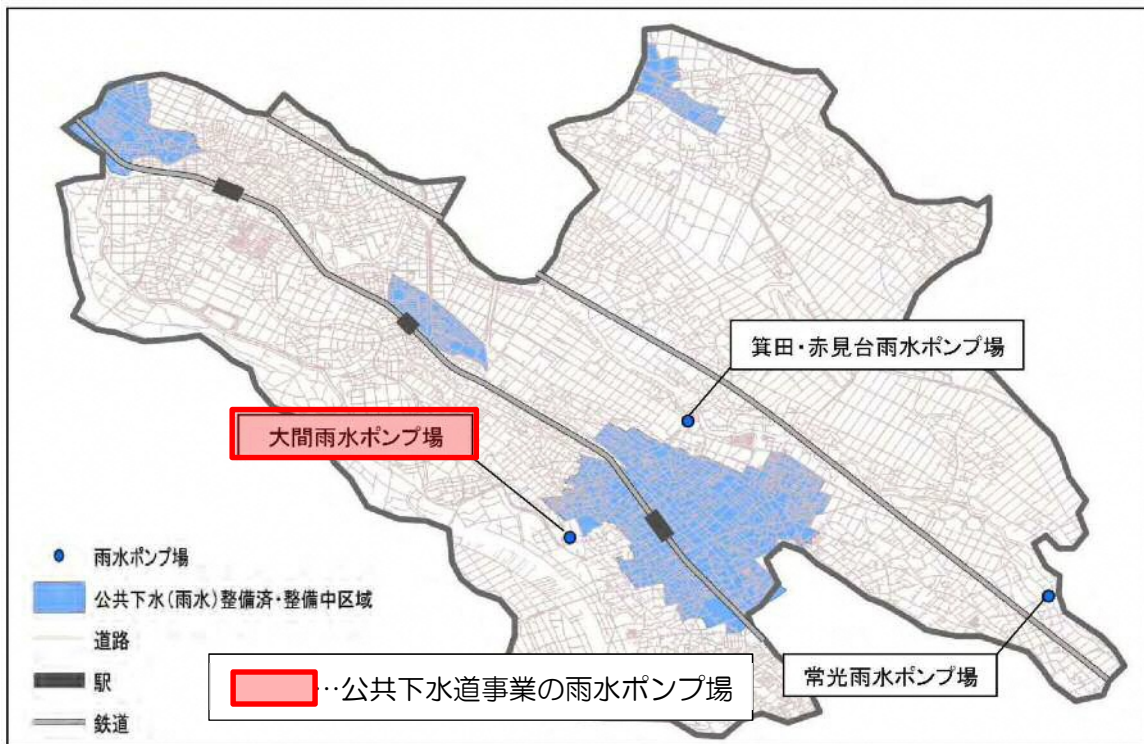 箕田・赤見台雨水ポンプ場
大間雨水ポンプ場
雨水ポンプ場
公共下水(雨水)整備済・整備中区域
道路
駅
鉄道
…公共下水道事業の雨水ポンプ場
常光雨水ポンプ場